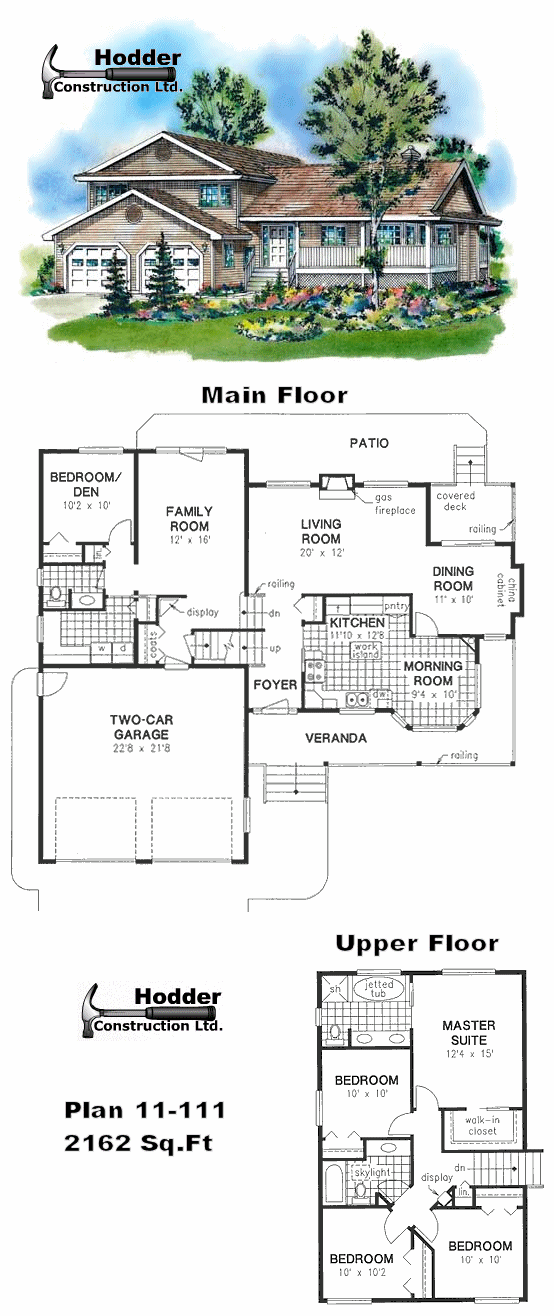 Hodder
Construction Ltd.
Main Floor
PATIO
BEDROOM/
DEN
10'2 x 10'
FAMILY
ROOM
12' x 16'
LIVING
ROOM
20' x 12'
gas
fireplace
covered
deck
railing
DINING
ROOM
11' x 10'
china
cabinet
lin.
railing
dn
display
coats
w d
up
f
pntry
KITCHEN
11'10 x 12'8
work
island
dw
MORNING
ROOM
9'4 x 10'
FOYER
VERANDA
railing
TWO-CAR
GARAGE
22'8 x 21'8
Upper Floor
Hodder
Construction Ltd.
Plan 11-111
2162 Sq.Ft
sh
jetted
tub
MASTER
SUITE
12'4 x 15'
BEDROOM
10' x 10'
walk-in
closet
skylight
dn
display
lin.
BEDROOM
10' x 10'2
BEDROOM
10' x 10'